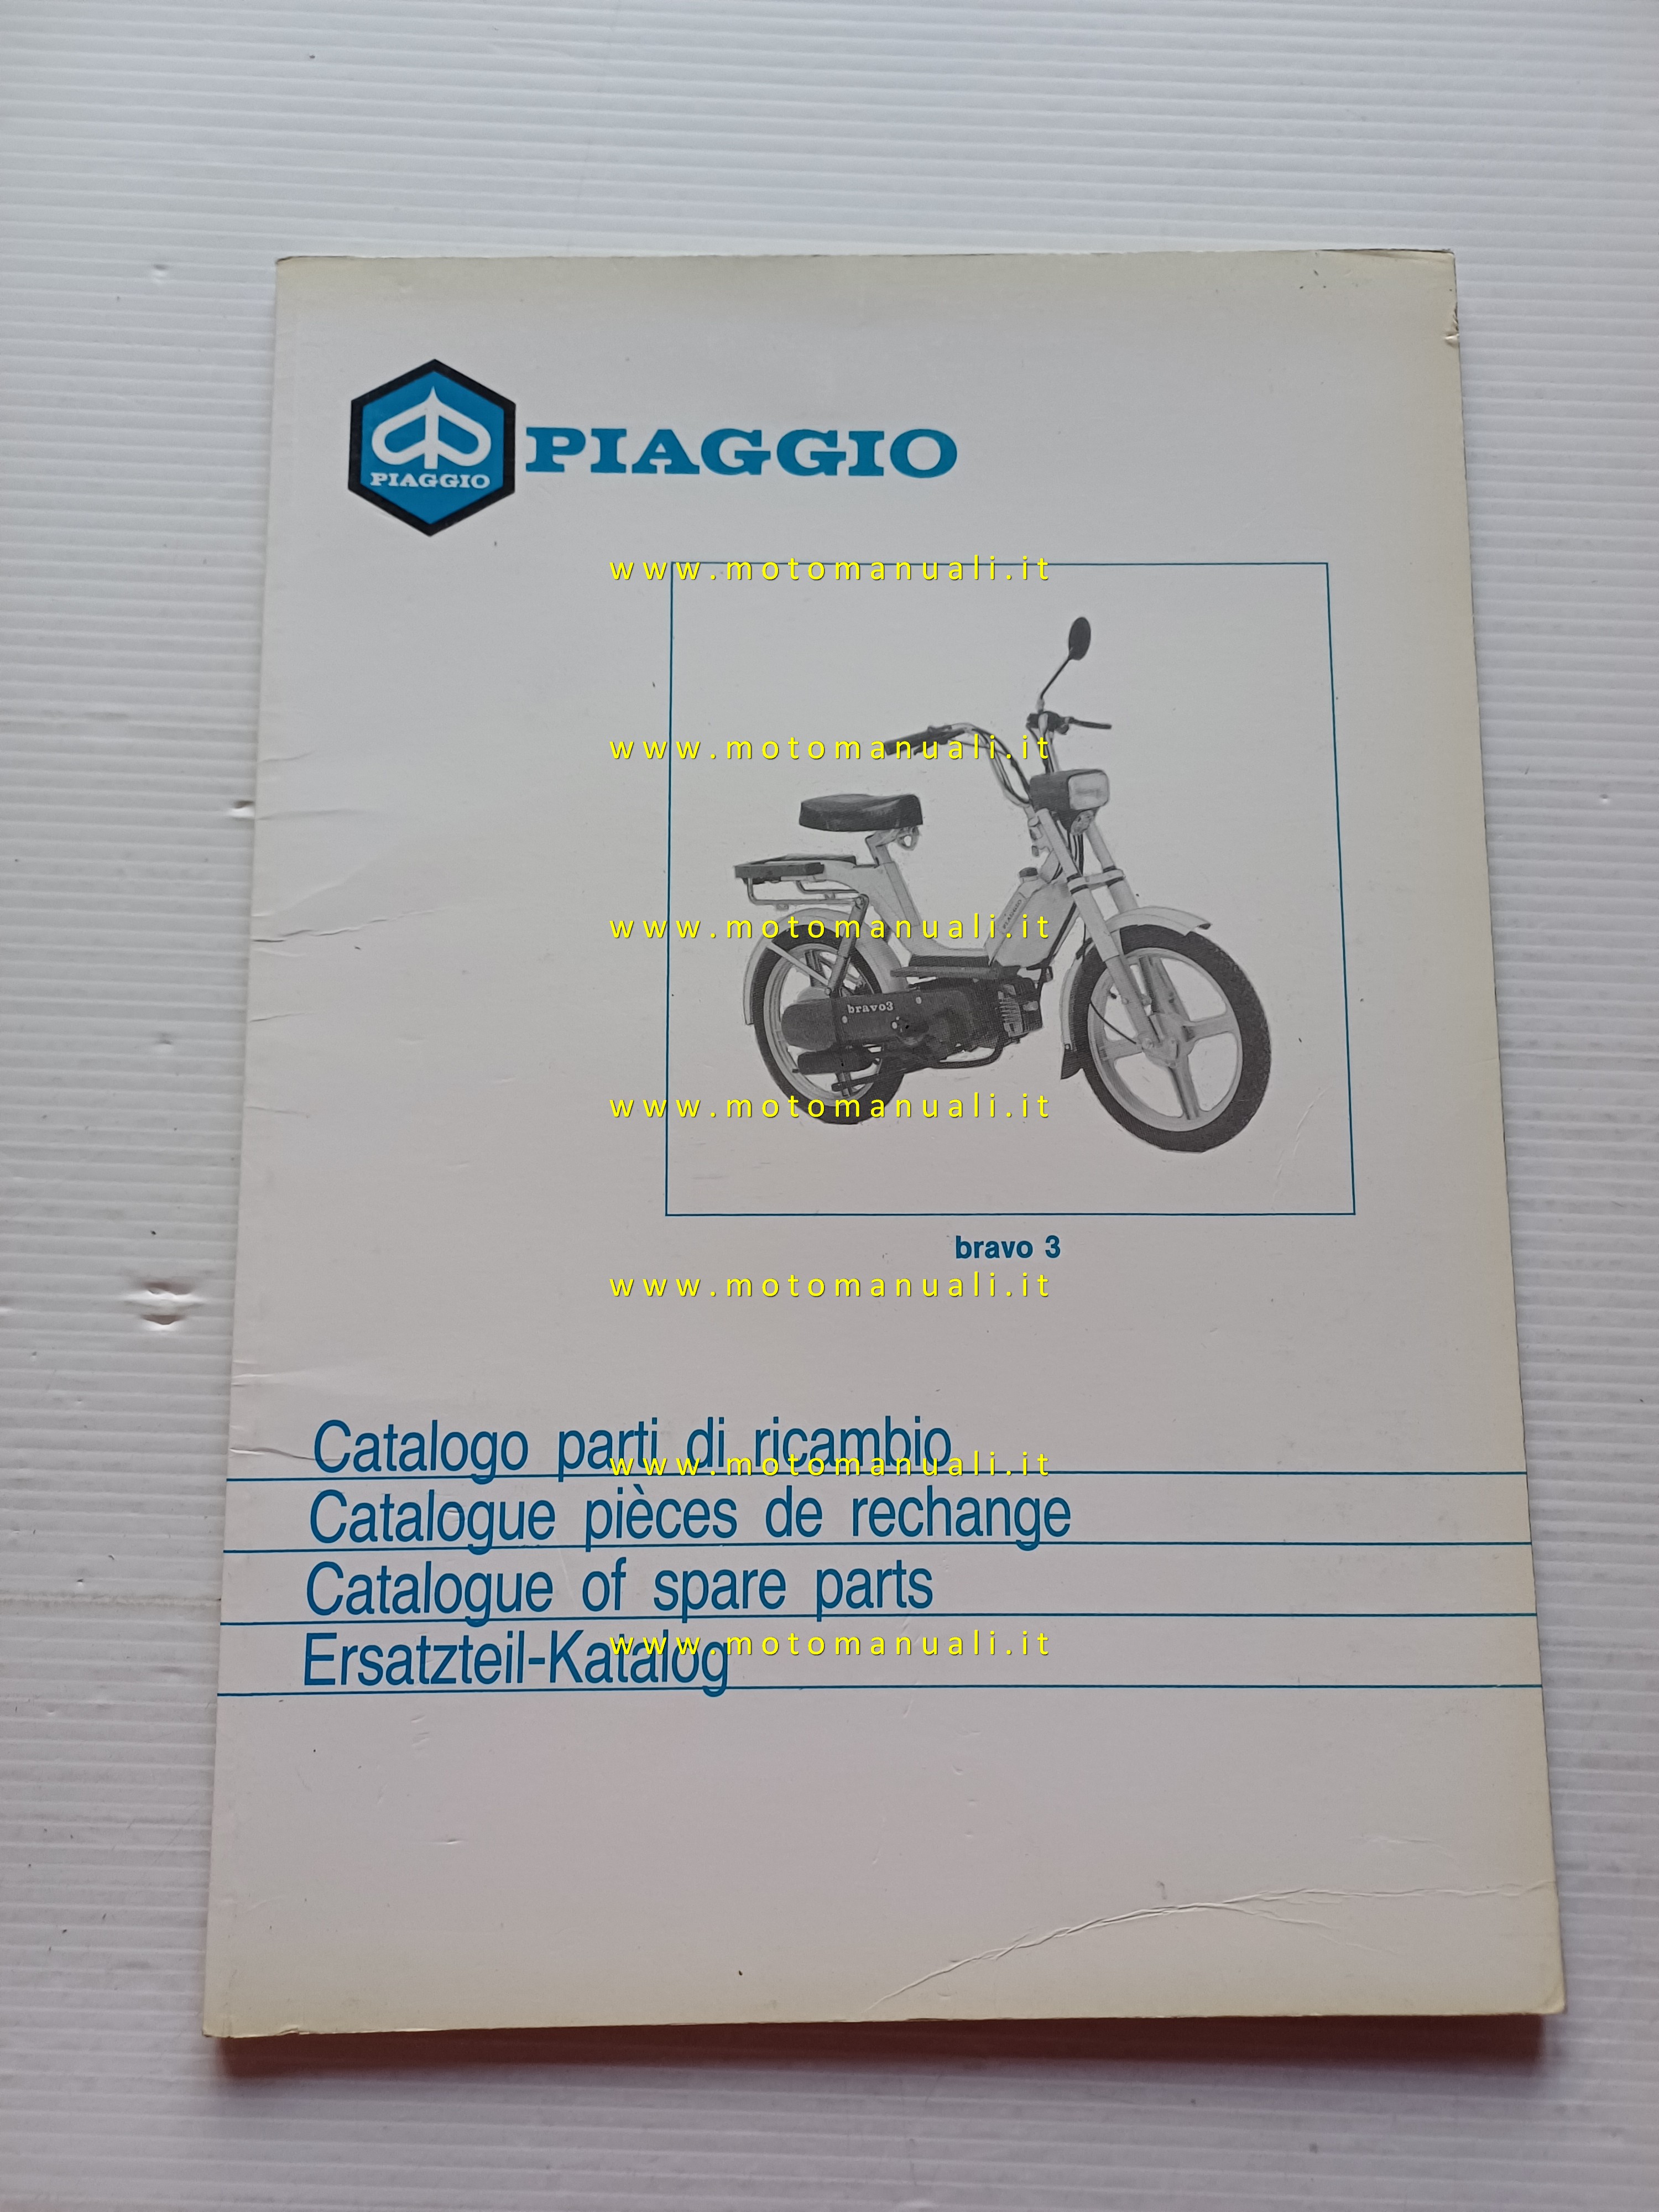 PIAGGIO
PIAGGIO
www.motomanuali.it
www.motomanuali.it
www.motomanuali.it
PIAGGIO
bravo3
www.motomanuali.it
bravo 3
www.motomanuali.it
Catalogo parti di ricambio
www.motomanuali.it
Catalogue pièces de rechange
Catalogue of spare parts
Ersatzteil-Katalog
www.motomanuali.it